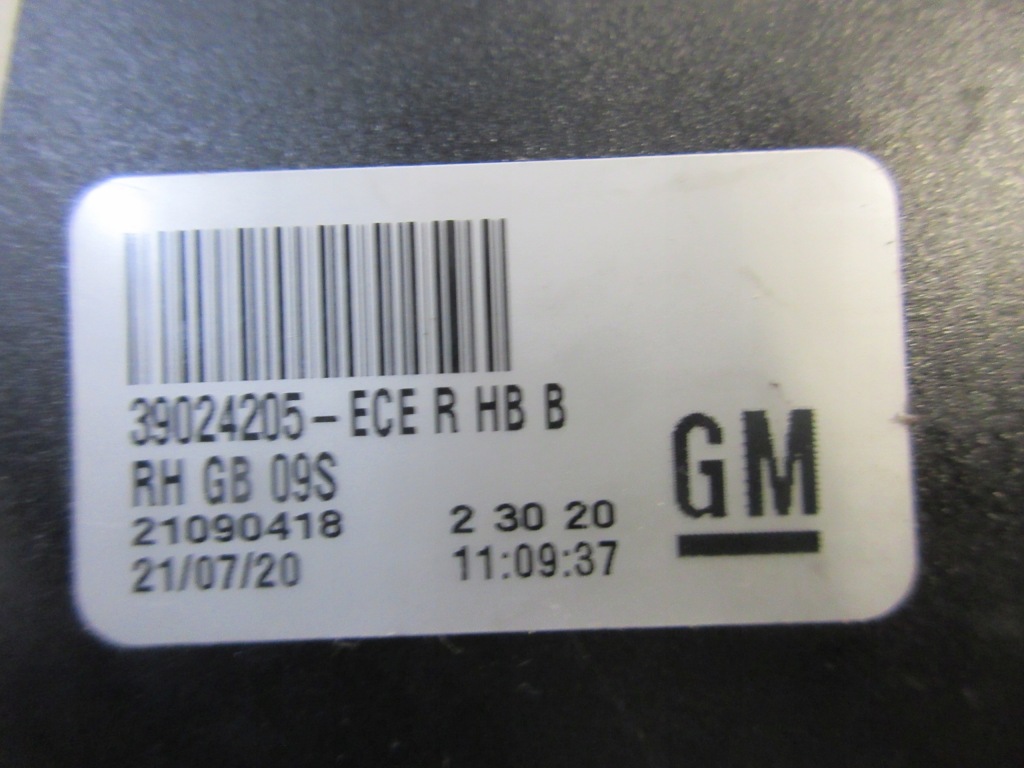 39024205-ECE R HB B
RH GB 09S
21090418 2 30 20
21/07/20 11:09:37
GM